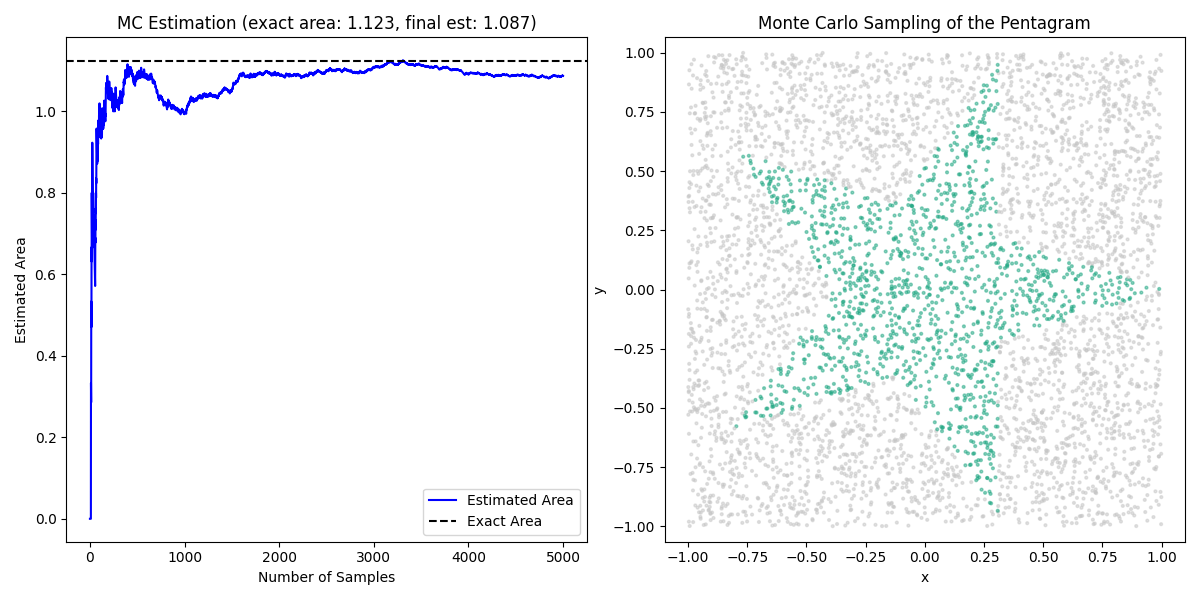 MC Estimation (exact area: 1.123, final est: 1.087)
Estimated Area
1.0
0.8
0.6
0.4
0.2
0.0
0 1000 2000 3000 4000 5000
Number of Samples
Estimated Area
Exact Area
Monte Carlo Sampling of the Pentagram
y
1.00
0.75
0.50
0.25
0.00
−0.25
−0.50
−0.75
−1.00
−1.00 −0.75 −0.50 −0.25 0.00 0.25 0.50 0.75 1.00
x